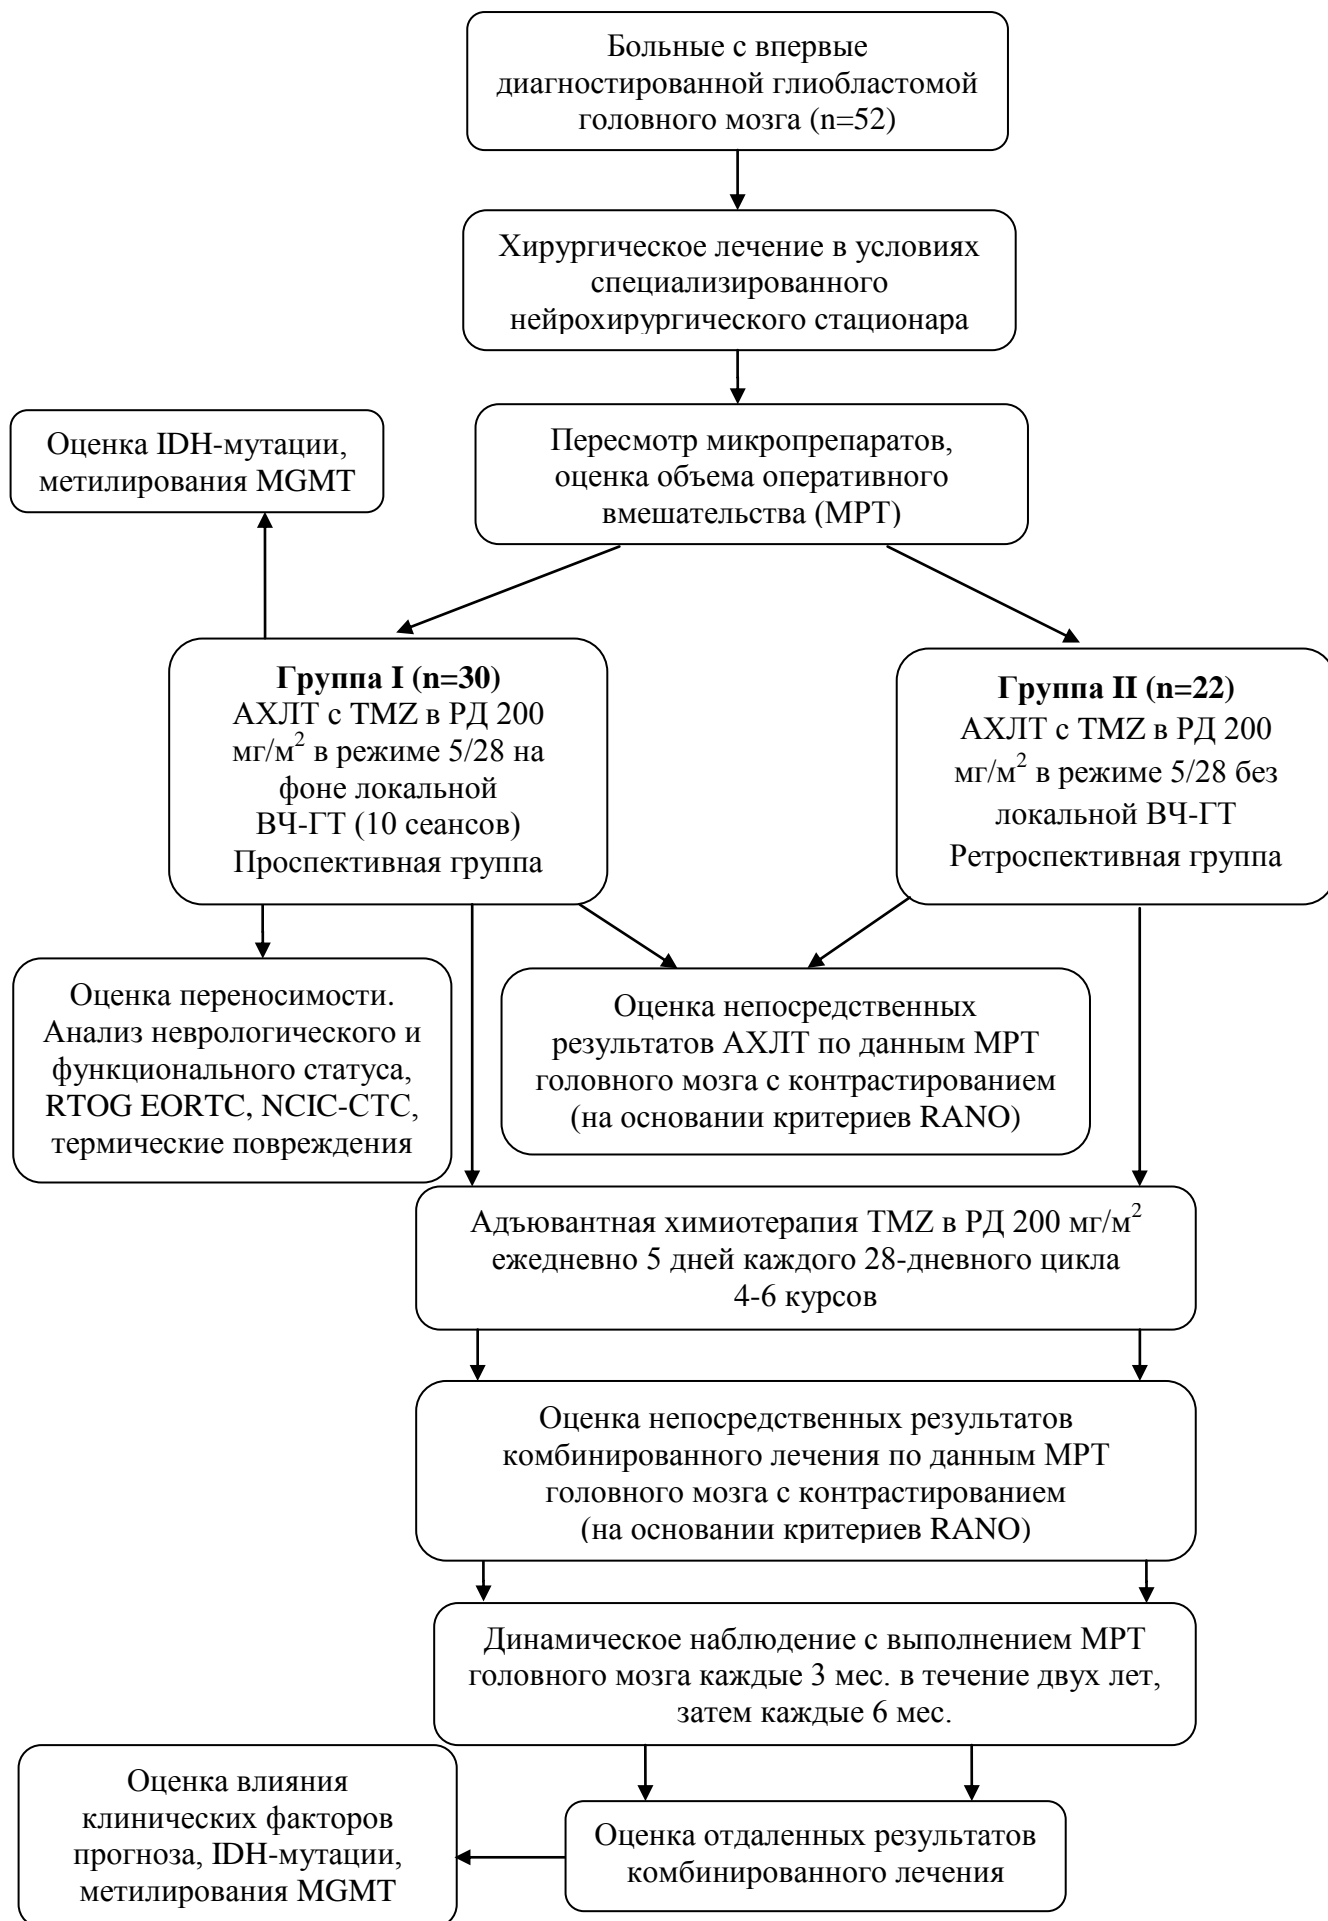 Больные с впервые
диагностированной глиобластомой
головного мозга (n=52)
Хирургическое лечение в условиях
специализированного
нейрохирургического стационара
Оценка IDH-мутации,
метилирования MGMT
Пересмотр микропрепаратов,
оценка объема оперативного
вмешательства (МРТ)
Группа I (n=30)
АХЛТ с TMZ в РД 200
мг/м² в режиме 5/28 на
фоне локальной
ВЧ-ГТ (10 сеансов)
Проспективная группа
Группа II (n=22)
АХЛТ с TMZ в РД 200
мг/м² в режиме 5/28 без
локальной ВЧ-ГТ
Ретроспективная группа
Оценка переносимости.
Анализ неврологического и
функционального статуса,
RTOG EORTC, NCIC-CTC,
термические повреждения
Оценка непосредственных
результатов АХЛТ по данным МРТ
головного мозга с контрастированием
(на основании критериев RANO)
Адъювантная химиотерапия TMZ в РД 200 мг/м²
ежедневно 5 дней каждого 28-дневного цикла
4-6 курсов
Оценка непосредственных результатов
комбинированного лечения по данным МРТ
головного мозга с контрастированием
(на основании критериев RANO)
Динамическое наблюдение с выполнением МРТ
головного мозга каждые 3 мес. в течение двух лет,
затем каждые 6 мес.
Оценка влияния
клинических факторов
прогноза, IDH-мутации,
метилирования MGMT
Оценка отдаленных результатов
комбинированного лечения